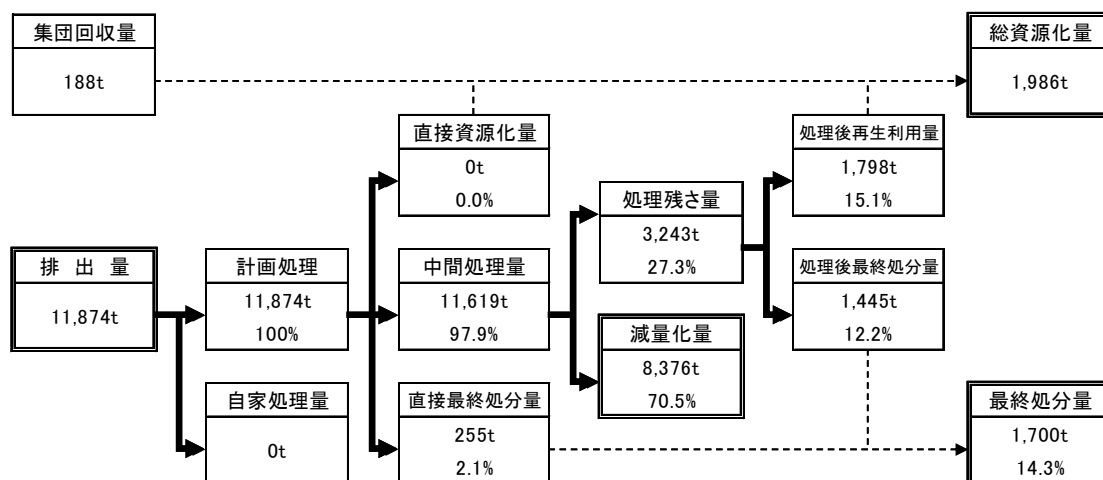 集団回収量
188t
総資源化量
1,986t
直接資源化量
0t
0.0%
処理後再生利用量
1,798t
15.1%
処理残さ量
3,243t
27.3%
排 出 量
11,874t
計画処理
11,874t
100%
中間処理量
11,619t
97.9%
処理後最終処分量
1,445t
12.2%
減量化量
8,376t
70.5%
自家処理量
0t
直接最終処分量
255t
2.1%
最終処分量
1,700t
14.3%